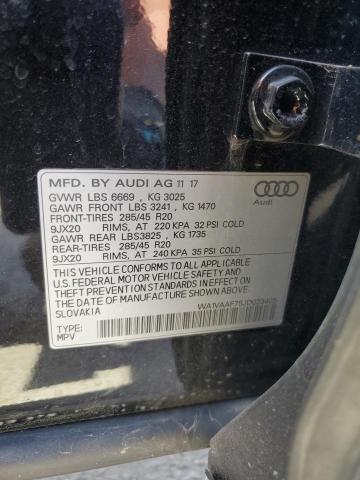 MFD. BY AUDI AG 11 17
GVWR LBS 6669 , KG 3025
GAWR FRONT LBS 3241 , KG 1470
FRONT-TIRES 285/45 R20
9JX20 RIMS, AT 220 KPA 32 PSI COLD
GAWR REAR LBS3825 , KG 1735
REAR-TIRES 285/45 R20
9JX20 RIMS, AT 240 KPA 35 PSI COLD
THIS VEHICLE CONFORMS TO ALL APPLICABLE
U.S. FEDERAL MOTOR VEHICLE SAFETY AND
THEFT PREVENTION STANDARDS IN EFFECT ON
THE DATE OF MANUFACTURE SHOWN ABOVE.
SLOVAKIA
WA1VAAF75JD023405
TYPE:
MPV